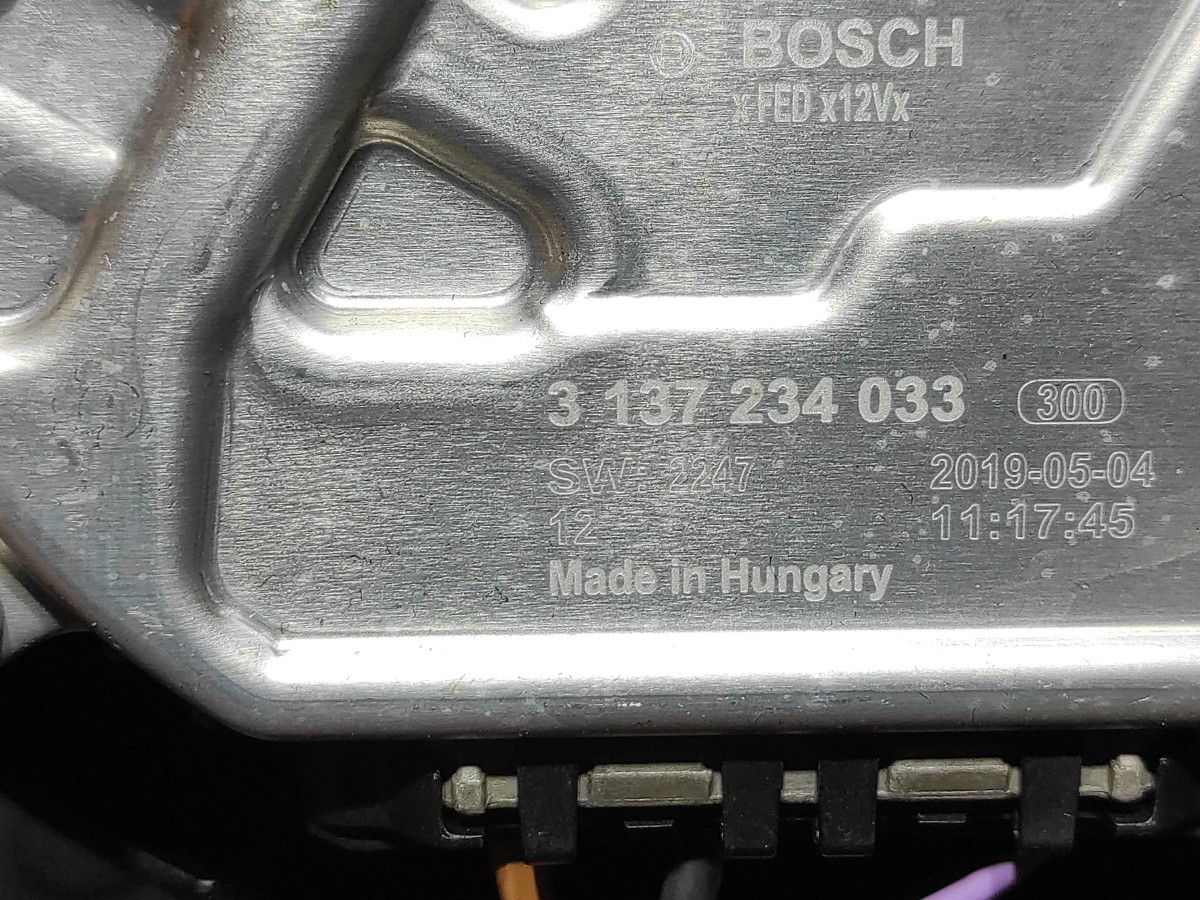 BOSCH
x FED x12Vx
3 137 234 033 300
SW: 2247 2019-05-04
12 11:17:45
Made in Hungary